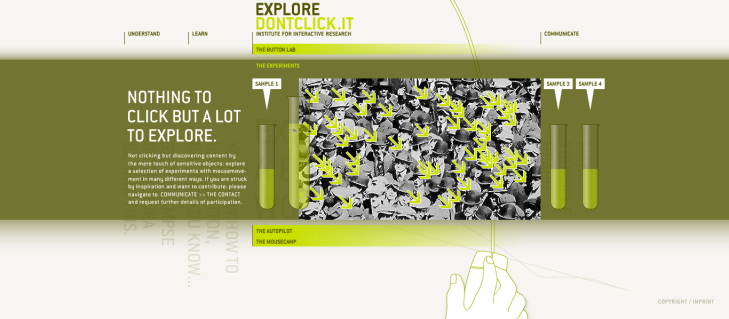 EXPLORE
DONTCLICK.IT
INSTITUTE FOR INTERACTIVE RESEARCH
UNDERSTAND
LEARN
COMMUNICATE
THE BUTTON LAB
THE EXPERIMENTS
SAMPLE 1
SAMPLE 3
SAMPLE 4
NOTHING TO
CLICK BUT A LOT
TO EXPLORE.
Not clicking but discovering content by
the mere touch of sensitive objects: explore
a selection of experiments with mousemove-
ment in many different ways. If you are struck
by inspiration and want to contribute: please
navigate to COMMUNICATE >> THE CONTACT
and request further details of participation.
THE AUTOPILOT
THE MOUSECAMP
HOW TO
U KNOW...
COPYRIGHT / IMPRINT